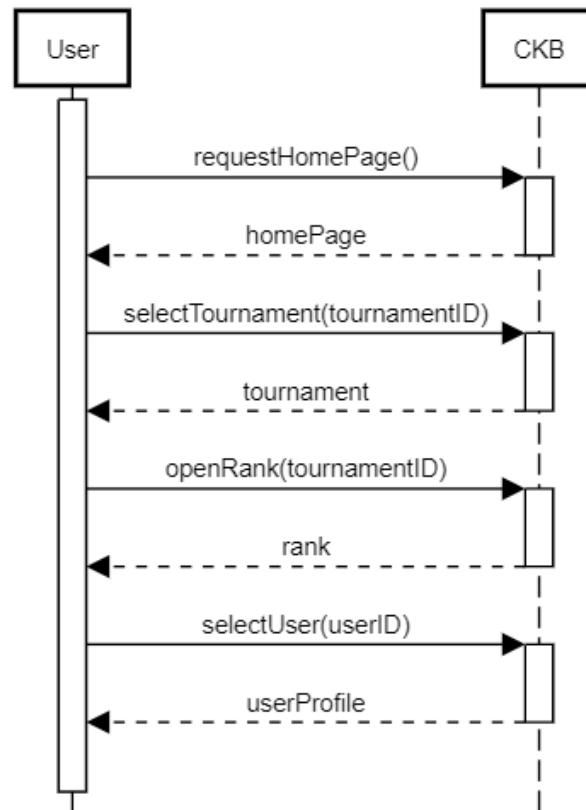 User
CKB
requestHomePage()
homePage
selectTournament(tournamentID)
tournament
openRank(tournamentID)
rank
selectUser(userID)
userProfile